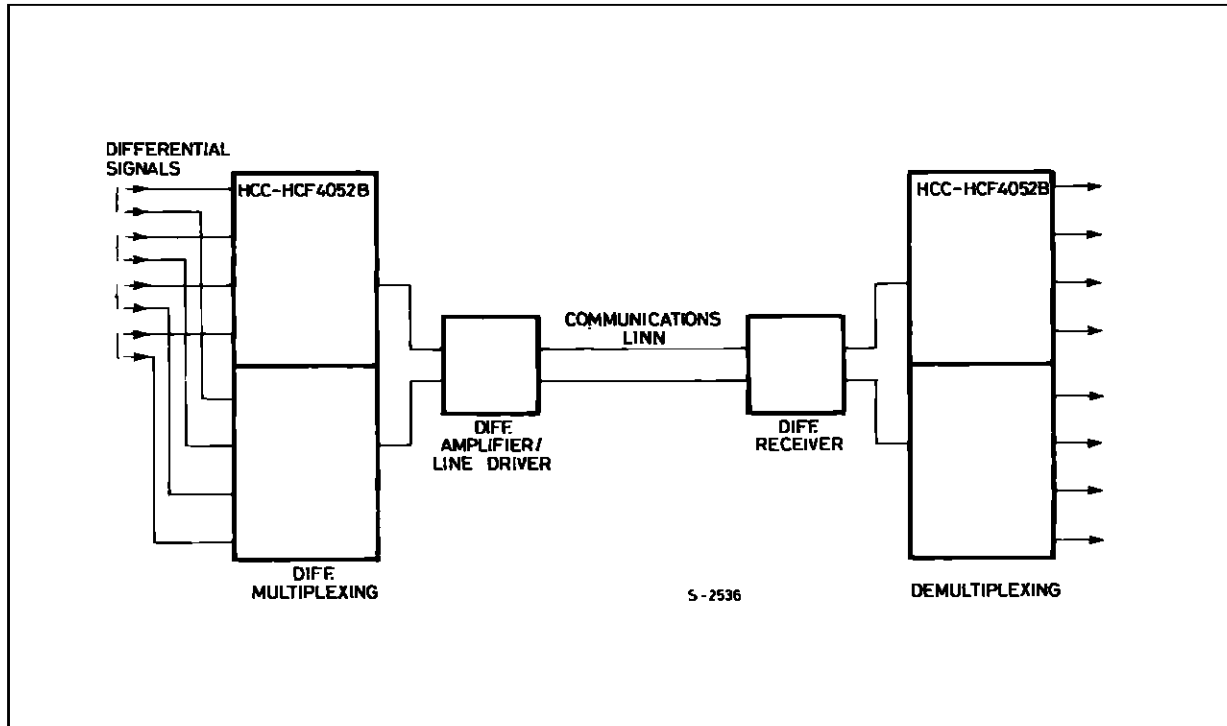 DIFFERENTIAL
SIGNALS
HCC-HCF4052B
HCC-HCF4052B
COMMUNICATIONS
LINN
DIFF.
AMPLIFIER/
LINE DRIVER
DIFF.
RECEIVER
DIFF.
MULTIPLEXING
S-2536
DEMULTIPLEXING